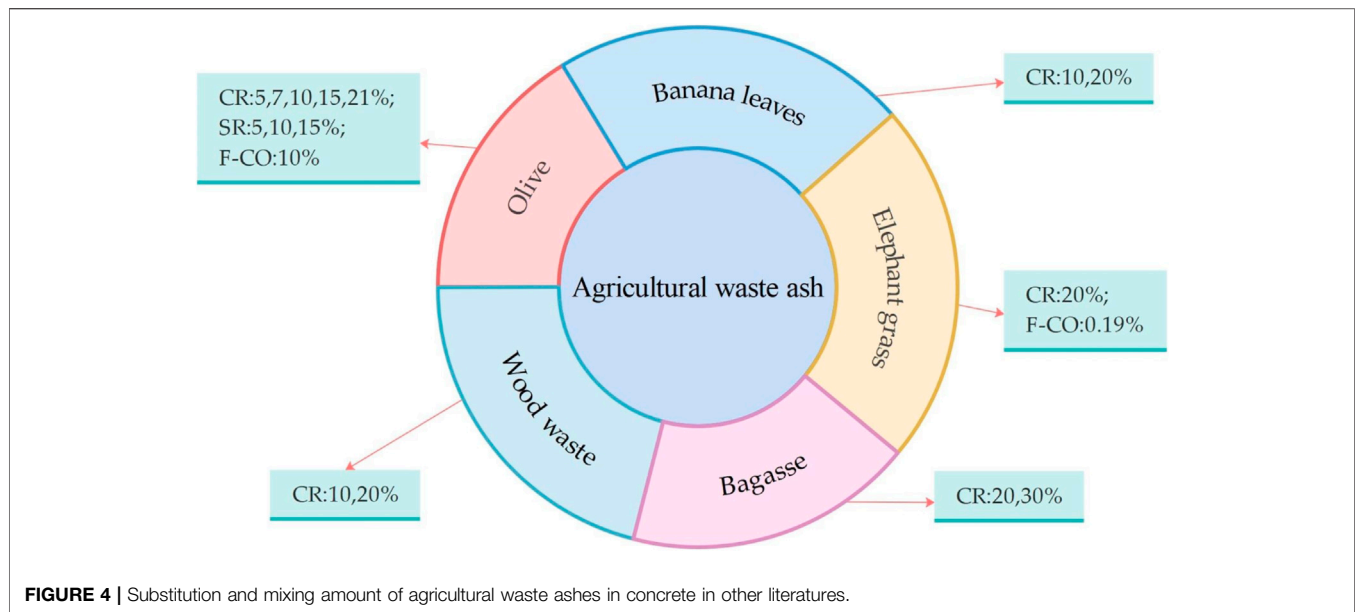 Banana leaves
CR:10,20%
CR:5,7,10,15,21%;
SR:5,10,15%;
F-CO:10%
Olive
Elephant grass
Agricultural waste ash
CR:20%;
F-CO:0.19%
Wood waste
Bagasse
CR:10,20%
CR:20,30%
FIGURE 4 | Substitution and mixing amount of agricultural waste ashes in concrete in other literatures.